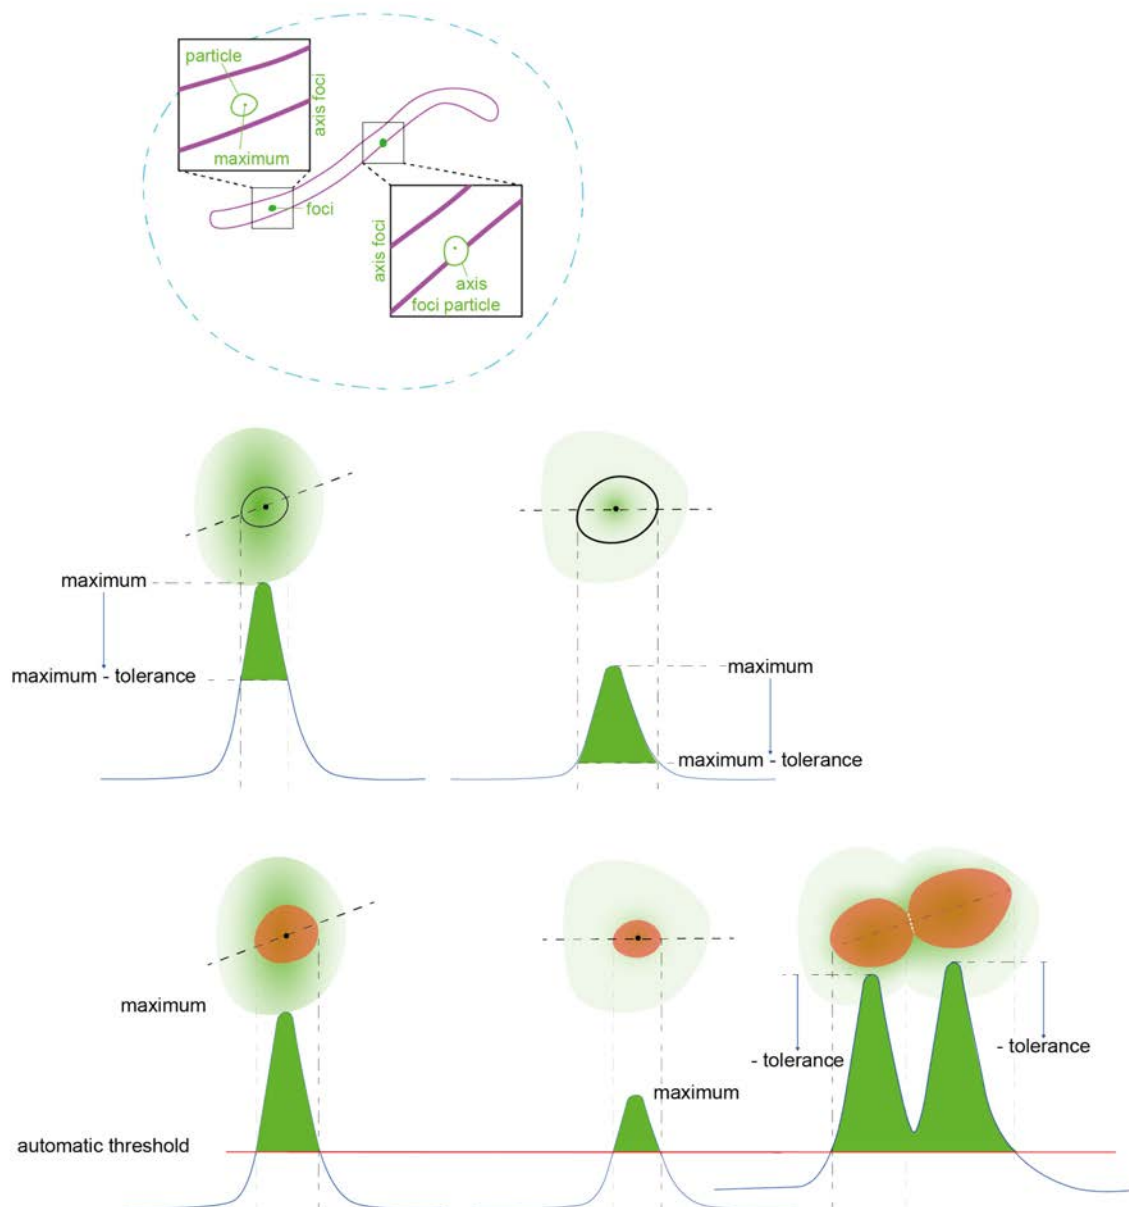 particle
axis foci
maximum
foci
axis foci
axis
foci particle
maximum
maximum - tolerance
maximum
maximum - tolerance
maximum
- tolerance
- tolerance
maximum
automatic threshold